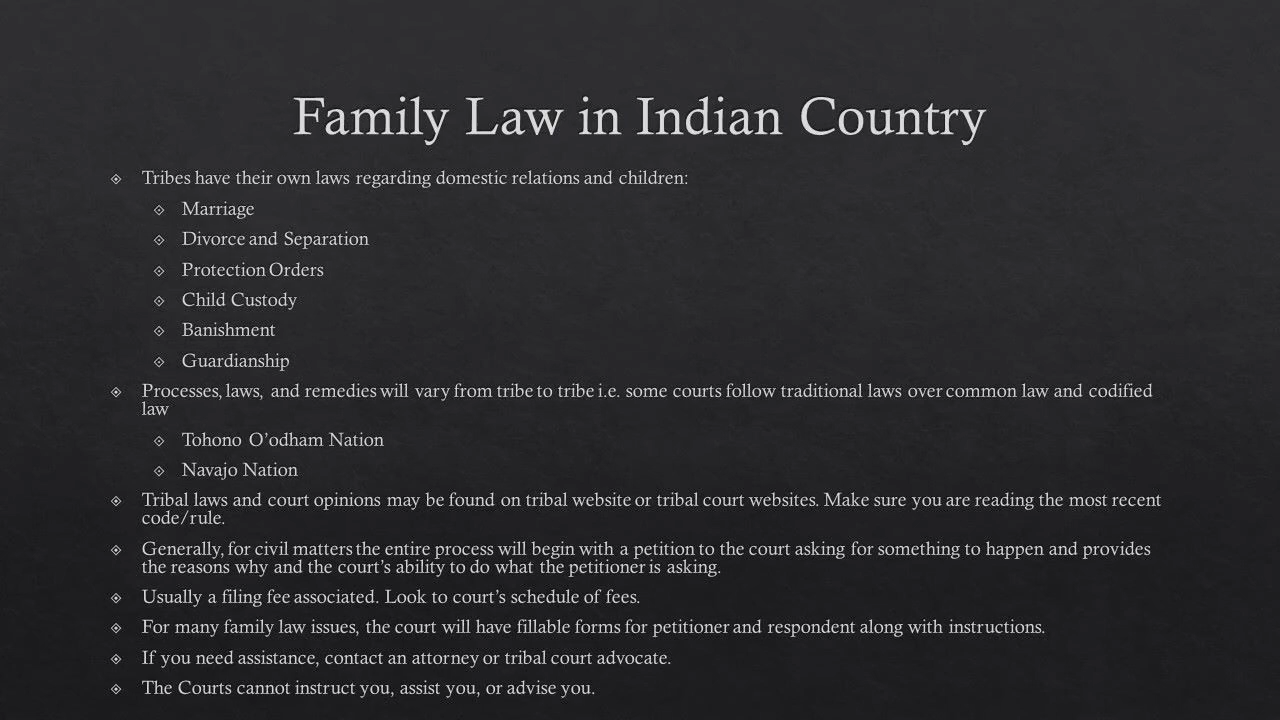 Family Law in Indian Country
Tribes have their own laws regarding domestic relations and children:
Marriage
Divorce and Separation
Protection Orders
Child Custody
Banishment
Guardianship
Processes, laws, and remedies will vary from tribe to tribe i.e. some courts follow traditional laws over common law and codified
law
Tohono O'odham Nation
Navajo Nation
Tribal laws and court opinions may be found on tribal website or tribal court websites. Make sure you are reading the most recent
code/rule.
Generally, for civil matters the entire process will begin with a petition to the court asking for something to happen and provides
the reasons why and the court's ability to do what the petitioner is asking.
Usually a filing fee associated. Look to court's schedule of fees.
For many family law issues, the court will have fillable forms for petitioner and respondent along with instructions.
If you need assistance, contact an attorney or tribal court advocate.
The Courts cannot instruct you, assist you, or advise you.